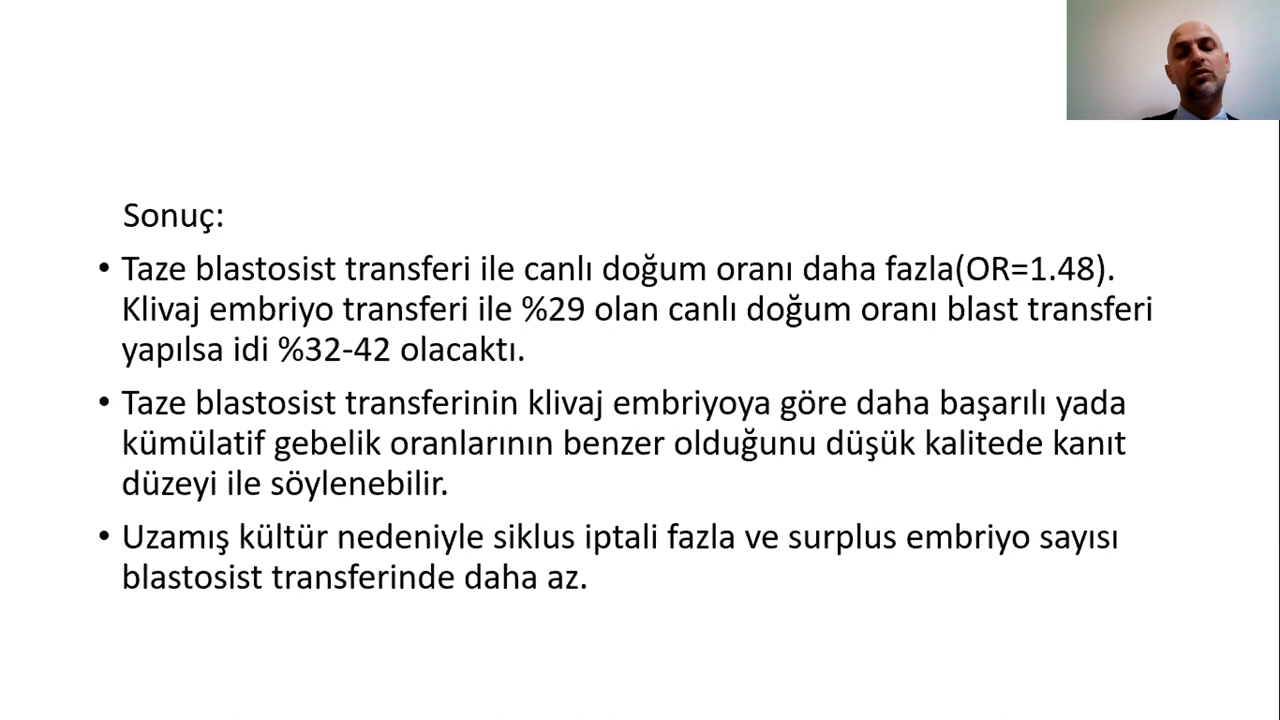 Sonuç:
• Taze blastosist transferi ile canlı doğum oranı daha fazla(OR=1.48).
Klivaj embriyo transferi ile %29 olan canlı doğum oranı blast transferi
yapılsa idi %32-42 olacaktı.
• Taze blastosist transferinin klivaj embriyoya göre daha başarılı yada
kümülatif gebelik oranlarının benzer olduğunu düşük kalitede kanıt
düzeyi ile söylenebilir.
• Uzamış kültür nedeniyle siklus iptali fazla ve surplus embriyo sayısı
blastosist transferinde daha az.